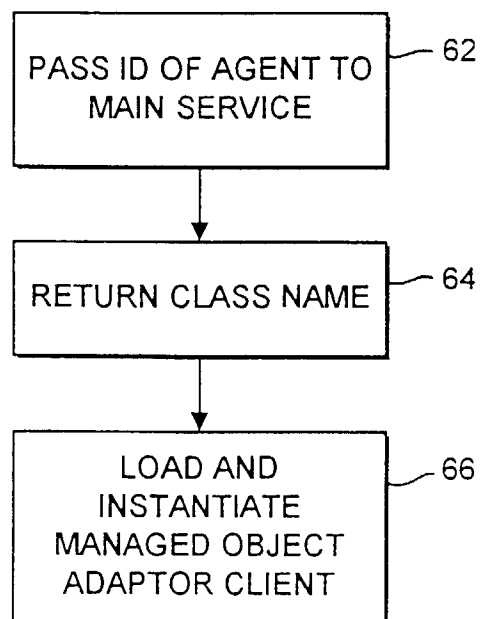 PASS ID OF AGENT TO
MAIN SERVICE
62
RETURN CLASS NAME
64
LOAD AND
INSTANTIATE
MANAGED OBJECT
ADAPTOR CLIENT
66